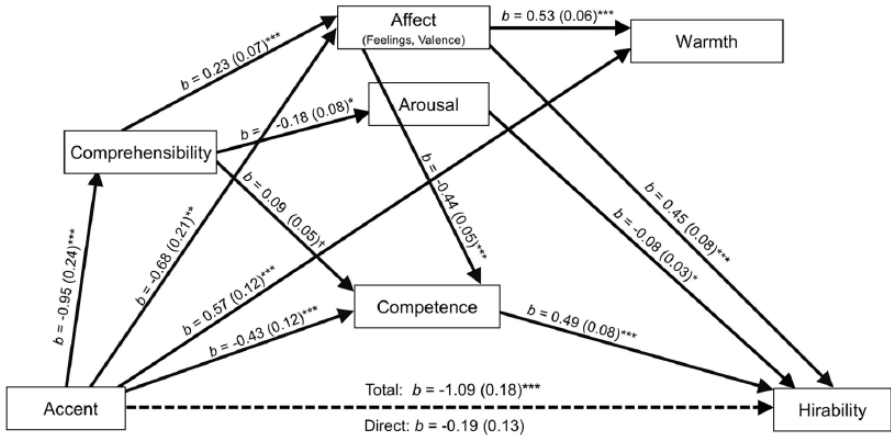 Affect
(Feelings, Valence)
b = 0.53 (0.06)***
Warmth
b = 0.23 (0.07)***
Arousal
b = -0.18 (0.08)*
Comprehensibility
b = 0.09 (0.05)†
b = -0.44 (0.05)***
b = 0.45 (0.08)***
b = -0.08 (0.03)*
b = -0.95 (0.24)***
b = -0.68 (0.21)**
b = 0.57 (0.12)***
b = -0.43 (0.12)***
Competence
b = 0.49 (0.08)***
Accent
Total: b = -1.09 (0.18)***
Direct: b = -0.19 (0.13)
Hirability